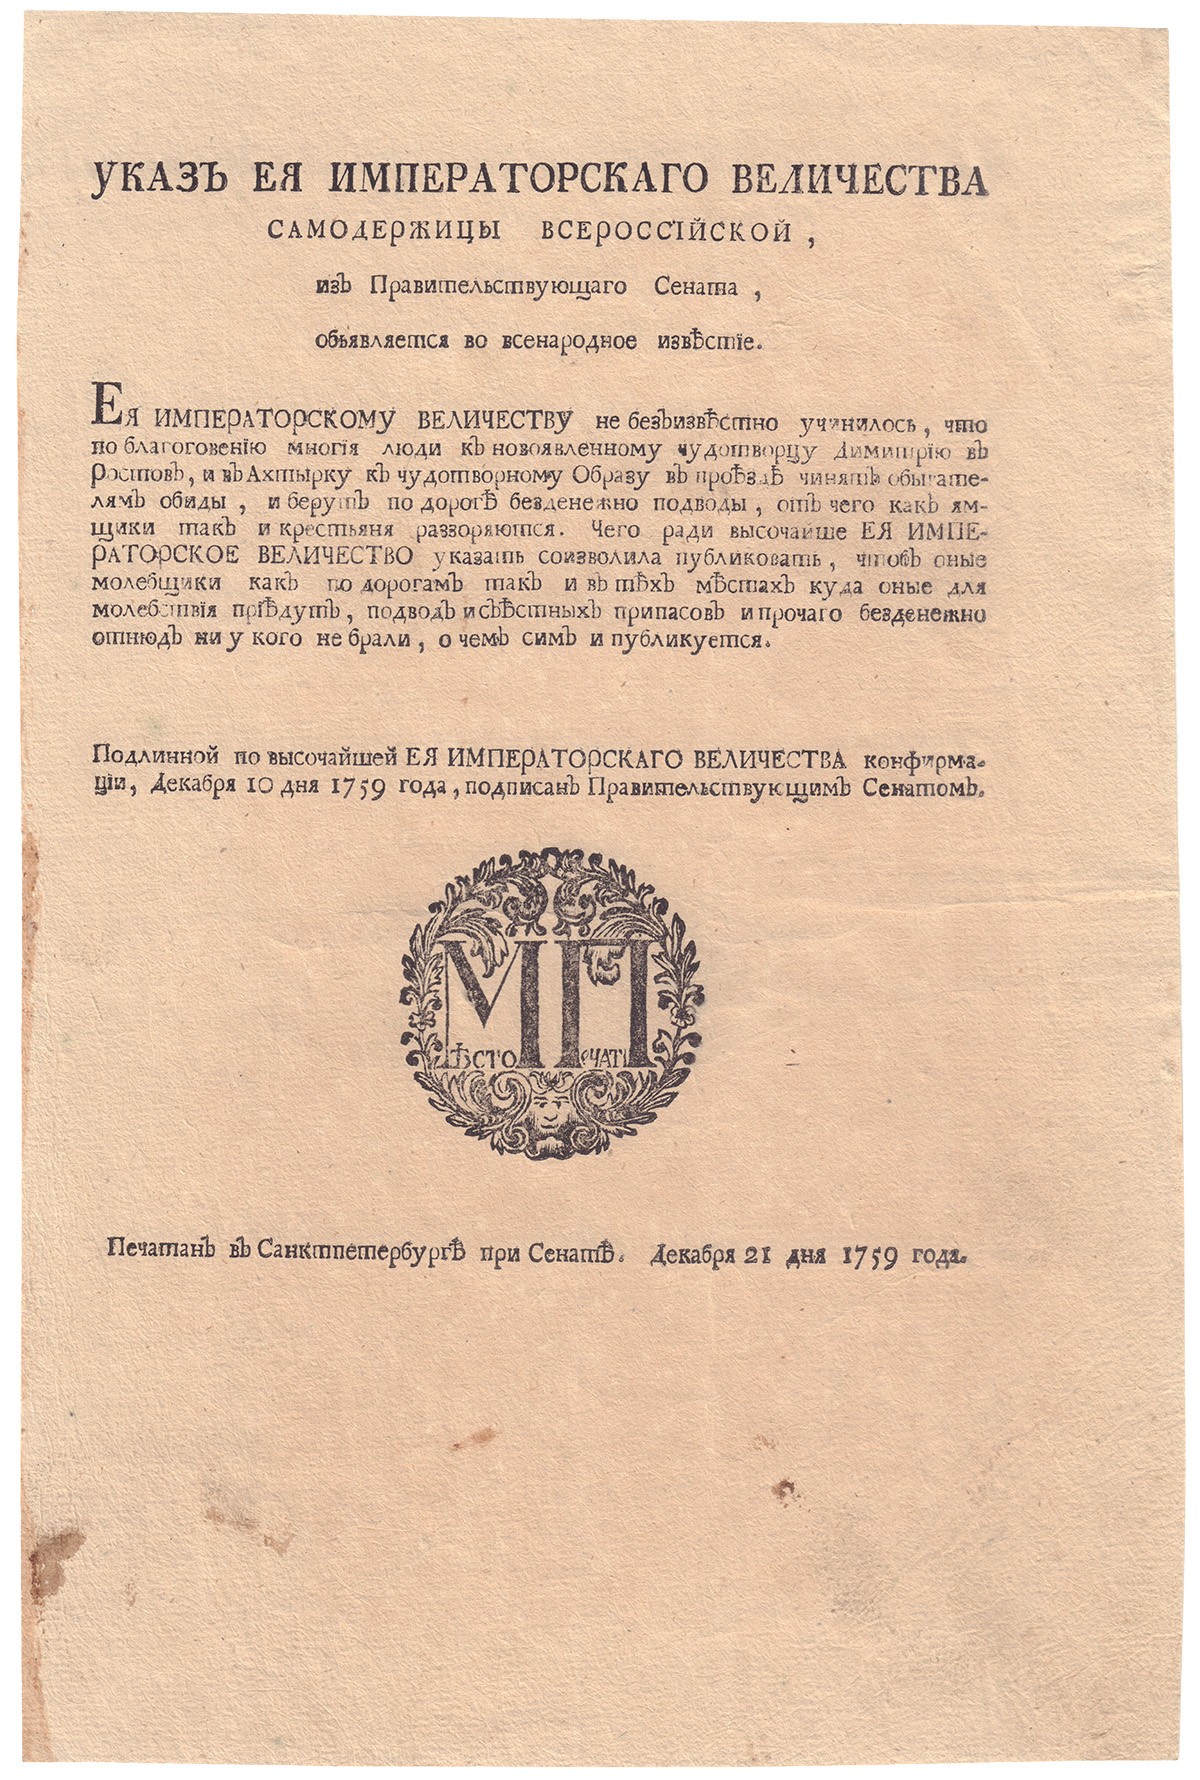 УКАЗЪ ЕЯ ИМПЕРАТОРСКАГО ВЕЛИЧЕСТВА
САМОДЕРЖИЦЫ ВСЕРОССІЙСКОЙ ,
изъ Правительствующаго Сената ,
объявляется во всенародное извѣстіе.
Ея ИМПЕРАТОРСКОМУ ВЕЛИЧЕСТВУ не безъизвѣстно учинилось, что
по благоговенію многія люди къ новоявленному чудотворцу Димитрію въ
Ростовъ, и въ Ахтырку къ чудотворному Образу въ проѣздѣ чинятъ обывате-
лямъ обиды , и берутъ по дорогѣ безденежно подводы , отъ чего какъ ям-
щики такъ и крестьяня раззоряются. Чего ради высочайше ЕЯ ИМПЕ-
РАТОРСКОЕ ВЕЛИЧЕСТВО указать соизволила публиковать, чтобъ оные
молебщики какъ по дорогамъ такъ и въ тѣхъ мѣстахъ куда оные для
молебствія пріѣдутъ, подводъ и съѣстныхъ припасовъ и прочаго безденежно
отнюдь ни у кого не брали, о чемъ симъ и публикуется.
Подлинной по высочайшей ЕЯ ИМПЕРАТОРСКАГО ВЕЛИЧЕСТВА конфирма-
ціи, Декабря 10 дня 1759 года, подписанъ Правительствующимъ Сенатомъ.
МѢСТО ПЕЧАТІ
Печатанъ въ Санктпетербургѣ при Сенатѣ. Декабря 21 дня 1759 года.